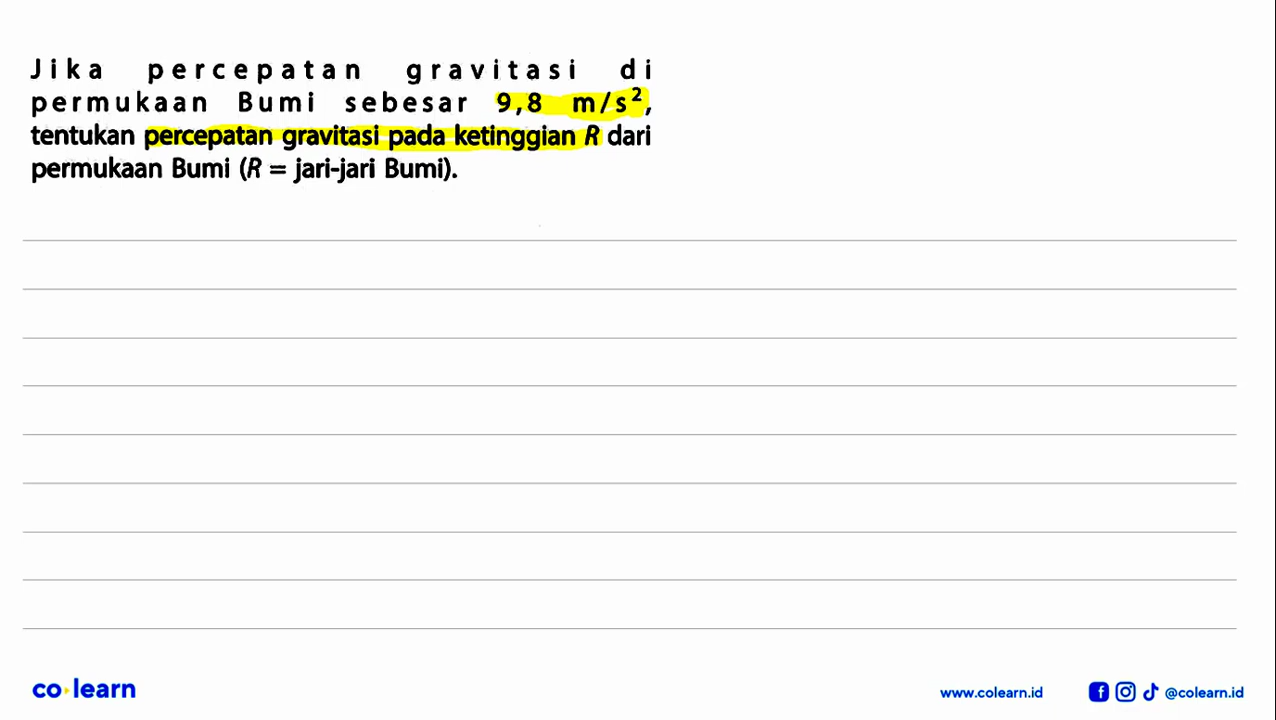 Jika percepatan gravitasi di
permukaan Bumi sebesar 9,8 m/s²,
tentukan percepatan gravitasi pada ketinggian R dari
permukaan Bumi (R = jari-jari Bumi).
co learn
www.colearn.id
@colearn.id